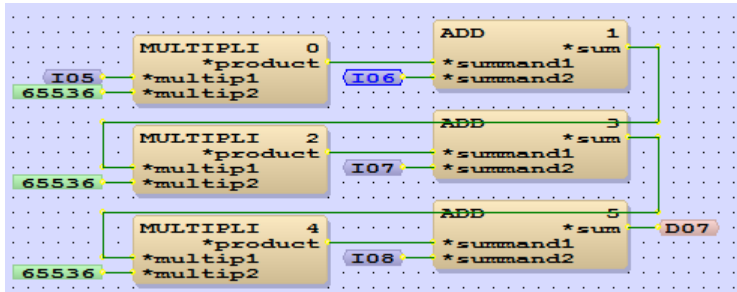 MULTIPLI 0
*product
I05 *multip1
65536 *multip2
ADD 1
*sum
*summand1
I06 *summand2
MULTIPLI 2
*product
*multip1
65536 *multip2
ADD 3
*sum
*summand1
I07 *summand2
MULTIPLI 4
*product
*multip1
65536 *multip2
ADD 5
*sum D07
*summand1
I08 *summand2